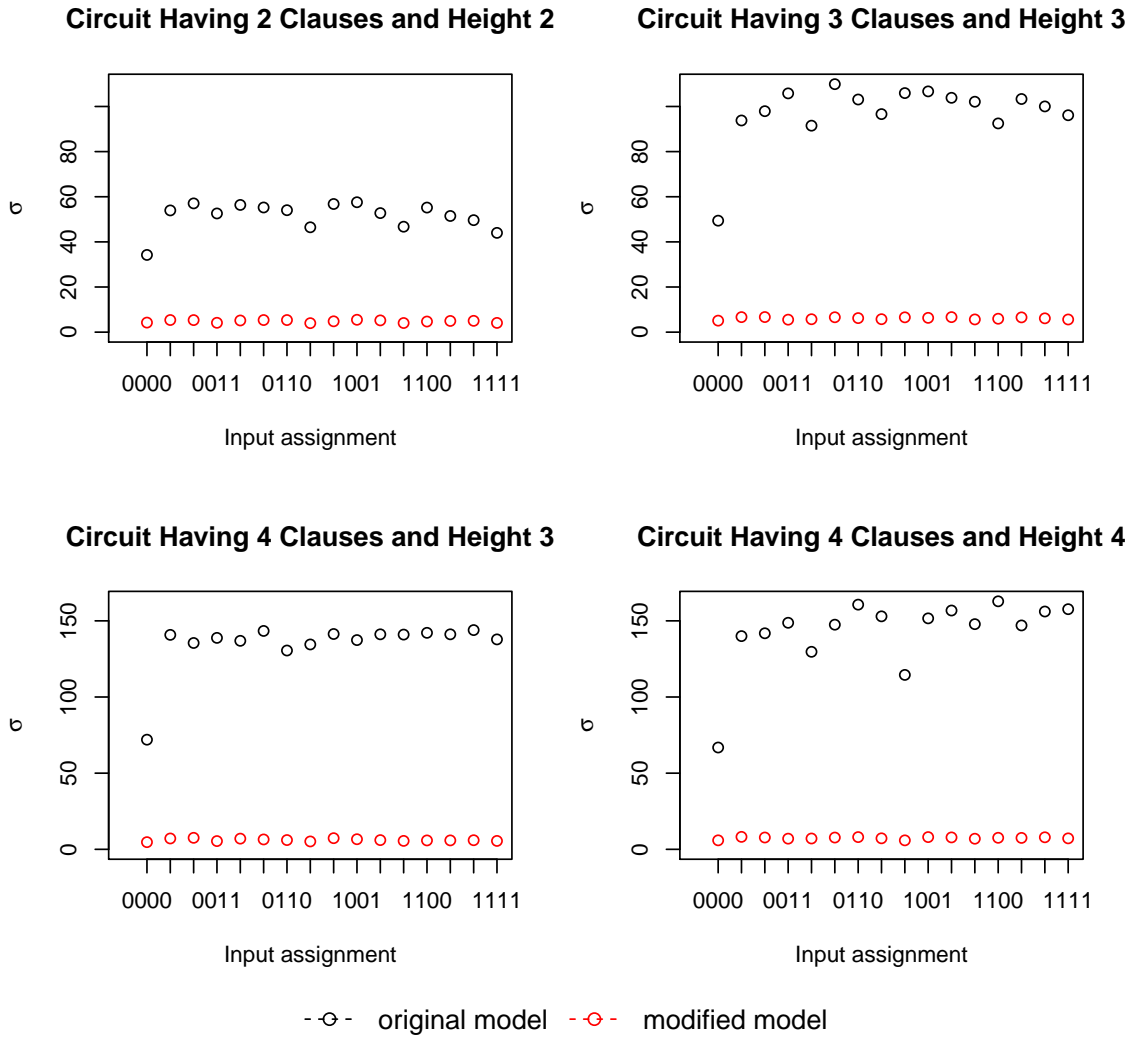 Circuit Having 2 Clauses and Height 2
σ
0 20 40 60 80
0000 0011 0110 1001 1100 1111
Input assignment
Circuit Having 3 Clauses and Height 3
σ
0 20 40 60 80
0000 0011 0110 1001 1100 1111
Input assignment
Circuit Having 4 Clauses and Height 3
σ
0 50 100 150
0000 0011 0110 1001 1100 1111
Input assignment
Circuit Having 4 Clauses and Height 4
σ
0 50 100 150
0000 0011 0110 1001 1100 1111
Input assignment
original model modified model